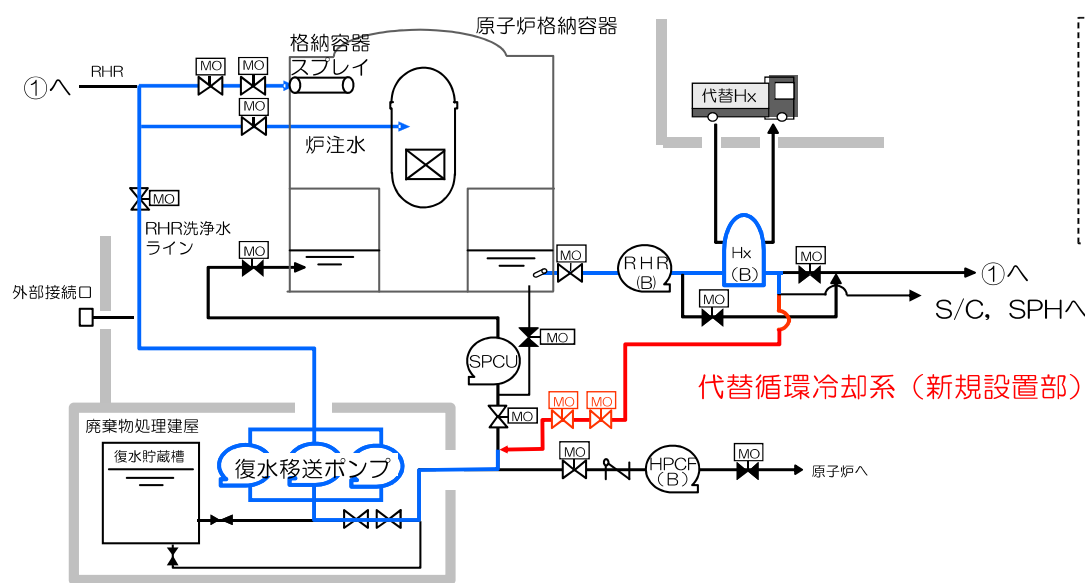 原子炉格納容器
格納容器
スプレイ
RHR
MO
MO
①へ
MO
代替Hx
炉注水
MO
RHR洗浄水
ライン
MO
MO
RHR
(B)
Hx
(B)
MO
①へ
外部接続口
MO
S/C，SPHへ
MO
SPCU
代替循環冷却系（新規設置部）
MO
MO
MO
廃棄物処理建屋
復水貯蔵槽
復水移送ポンプ
MO
HPCF
(B)
MO
原子炉へ